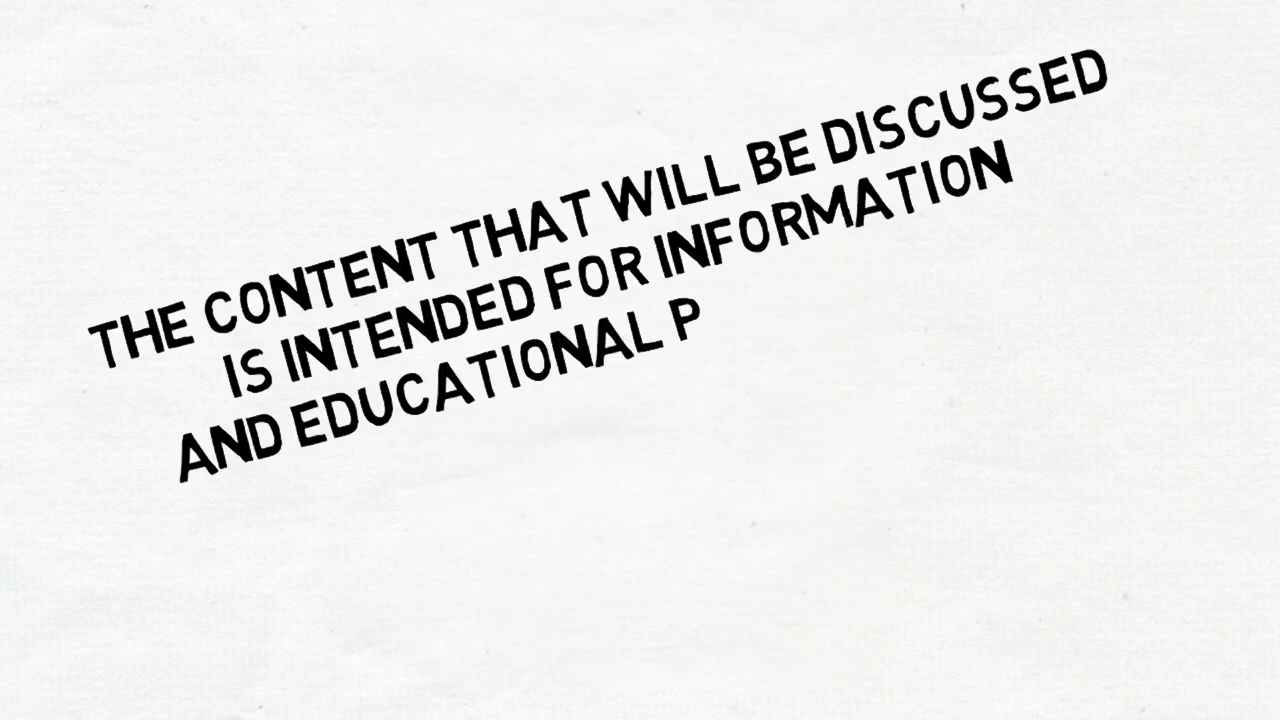 THE CONTENT THAT WILL BE DISCUSSED
IS INTENDED FOR INFORMATION
AND EDUCATIONAL P